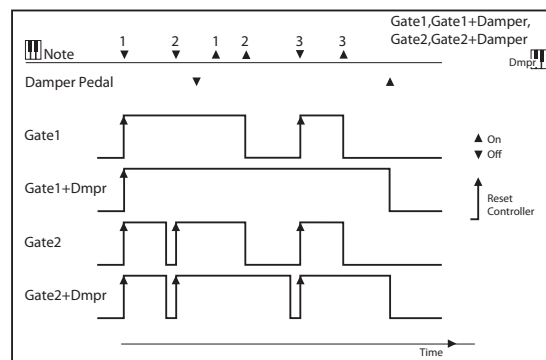 Gate1,Gate1+Damper,
Gate2,Gate2+Damper
1 2 1 2 3 3
Note
Dmpr
Damper Pedal
Gate1
On
Off
Gate1+Dmpr
Reset
Controller
Gate2
Gate2+Dmpr
Time